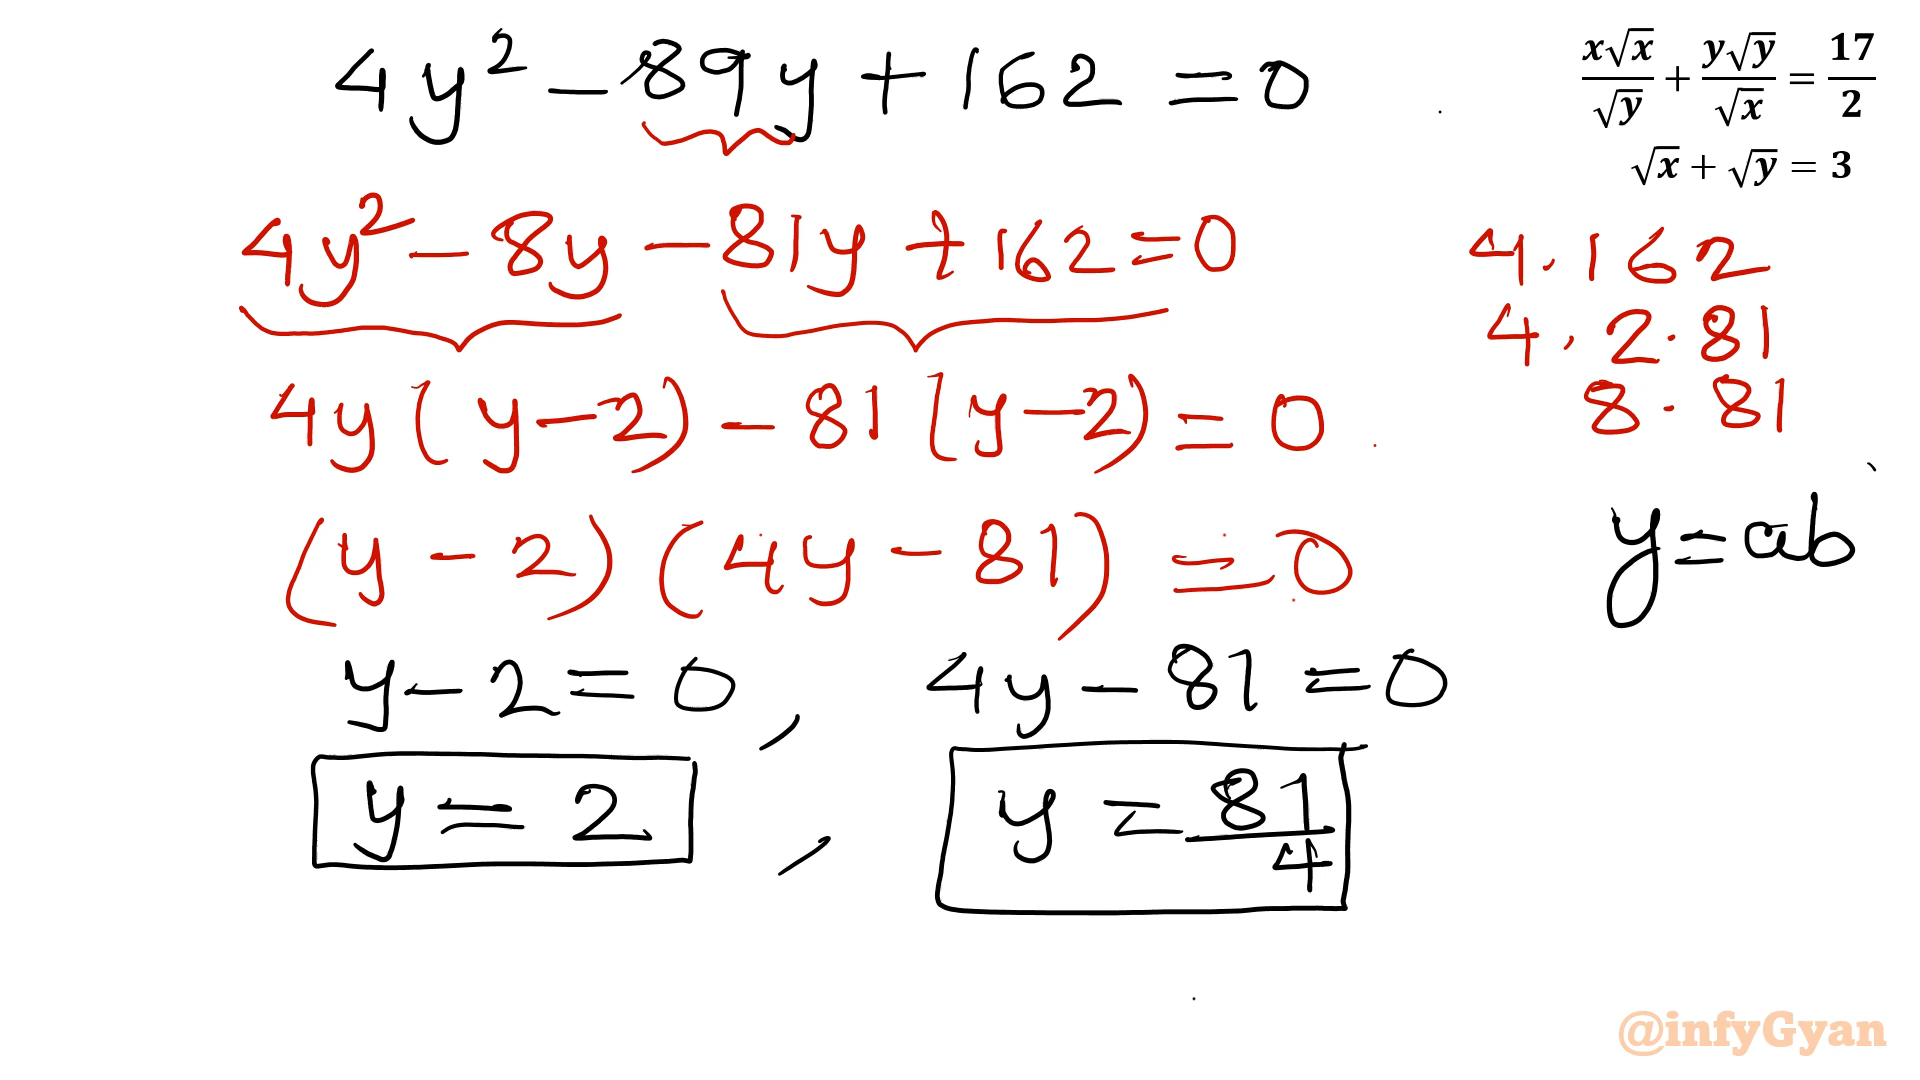 4y² - 89y + 162 = 0
x√x/√y + y√y/√x = 17/2
√x + √y = 3
4y² - 8y - 81y + 162 = 0
4 . 162
4 . 2 . 81
8 . 81
4y(y - 2) - 81(y - 2) = 0
(y - 2)(4y - 81) = 0
y = ab
y - 2 = 0 , 4y - 81 = 0
y = 2 , y = 81/4
@infyGyan